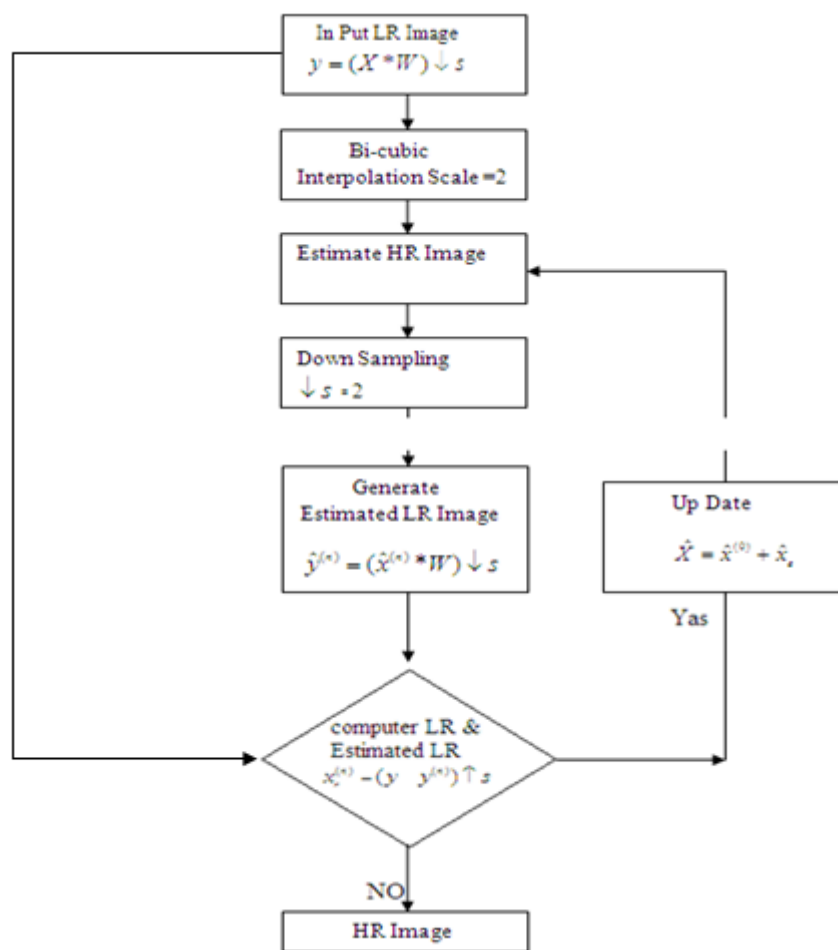 In Put LR Image
y = (X * W) ↓ s
Bi-cubic
Interpolation Scale =2
Estimate HR Image
Down Sampling
↓ s = 2
Generate
Estimated LR Image
ŷ⁽ⁿ⁾ = (x̂⁽ⁿ⁾ * W) ↓ s
Up Date
X̂ = x̂⁽⁰⁾ + x̂ₑ
Yas
computer LR &
Estimated LR
xₑ⁽ⁿ⁾ – (y   y⁽ⁿ⁾) ↑ s
NO
HR Image